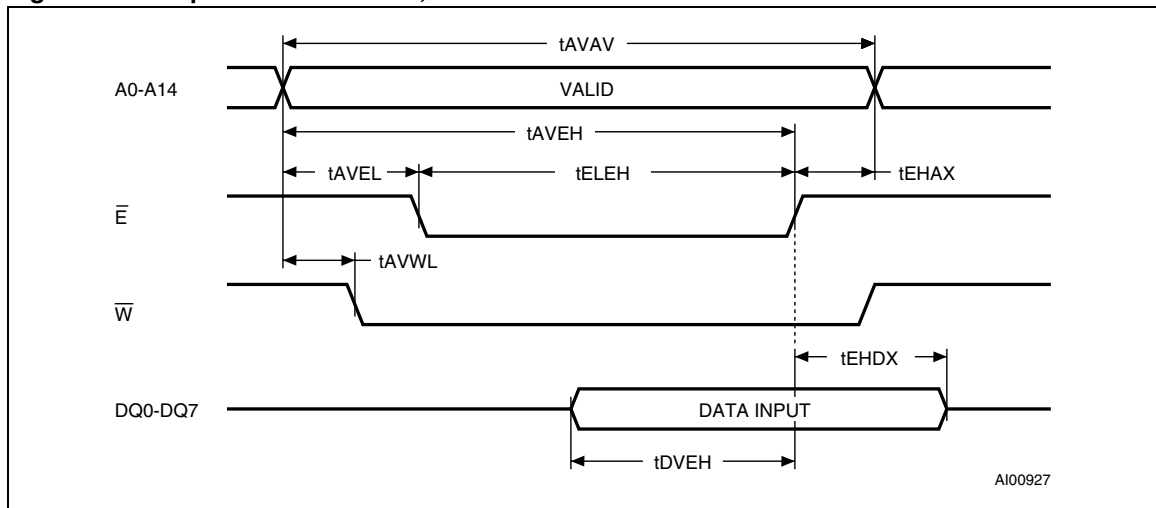 tAVAV
A0-A14
VALID
tAVEH
tAVEL
tELEH
tEHAX
E̅
tAVWL
W̅
tEHDX
DQ0-DQ7
DATA INPUT
tDVEH
AI00927